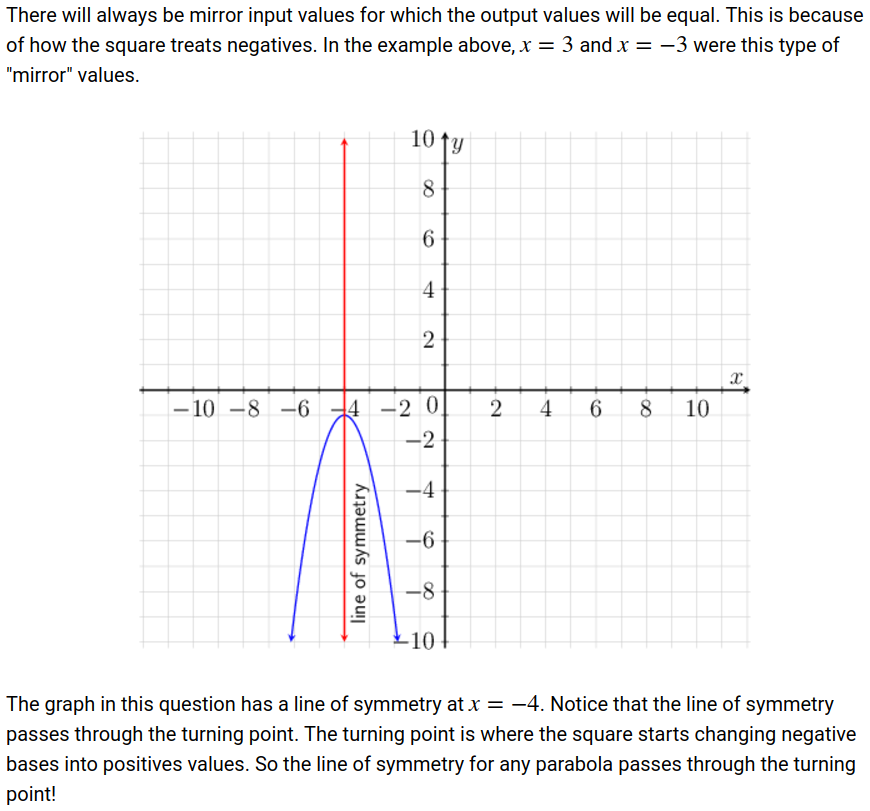 There will always be mirror input values for which the output values will be equal. This is because
of how the square treats negatives. In the example above, x = 3 and x = −3 were this type of
"mirror" values.
10 y
8
6
4
2
x
−10 −8 −6 −4 −2 0 2 4 6 8 10
−2
−4
−6
−8
−10
line of symmetry
The graph in this question has a line of symmetry at x = −4. Notice that the line of symmetry
passes through the turning point. The turning point is where the square starts changing negative
bases into positives values. So the line of symmetry for any parabola passes through the turning
point!